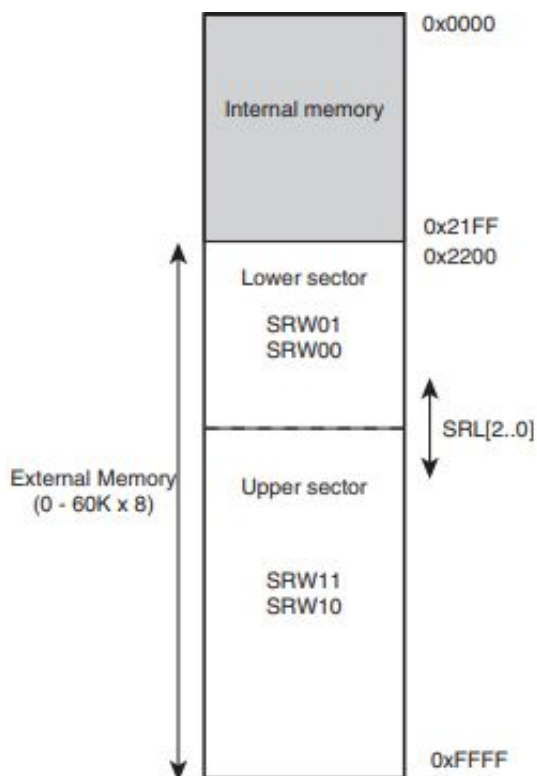 0x0000
Internal memory
0x21FF
0x2200
Lower sector
SRW01
SRW00
SRL[2..0]
External Memory
(0 - 60K x 8)
Upper sector
SRW11
SRW10
0xFFFF